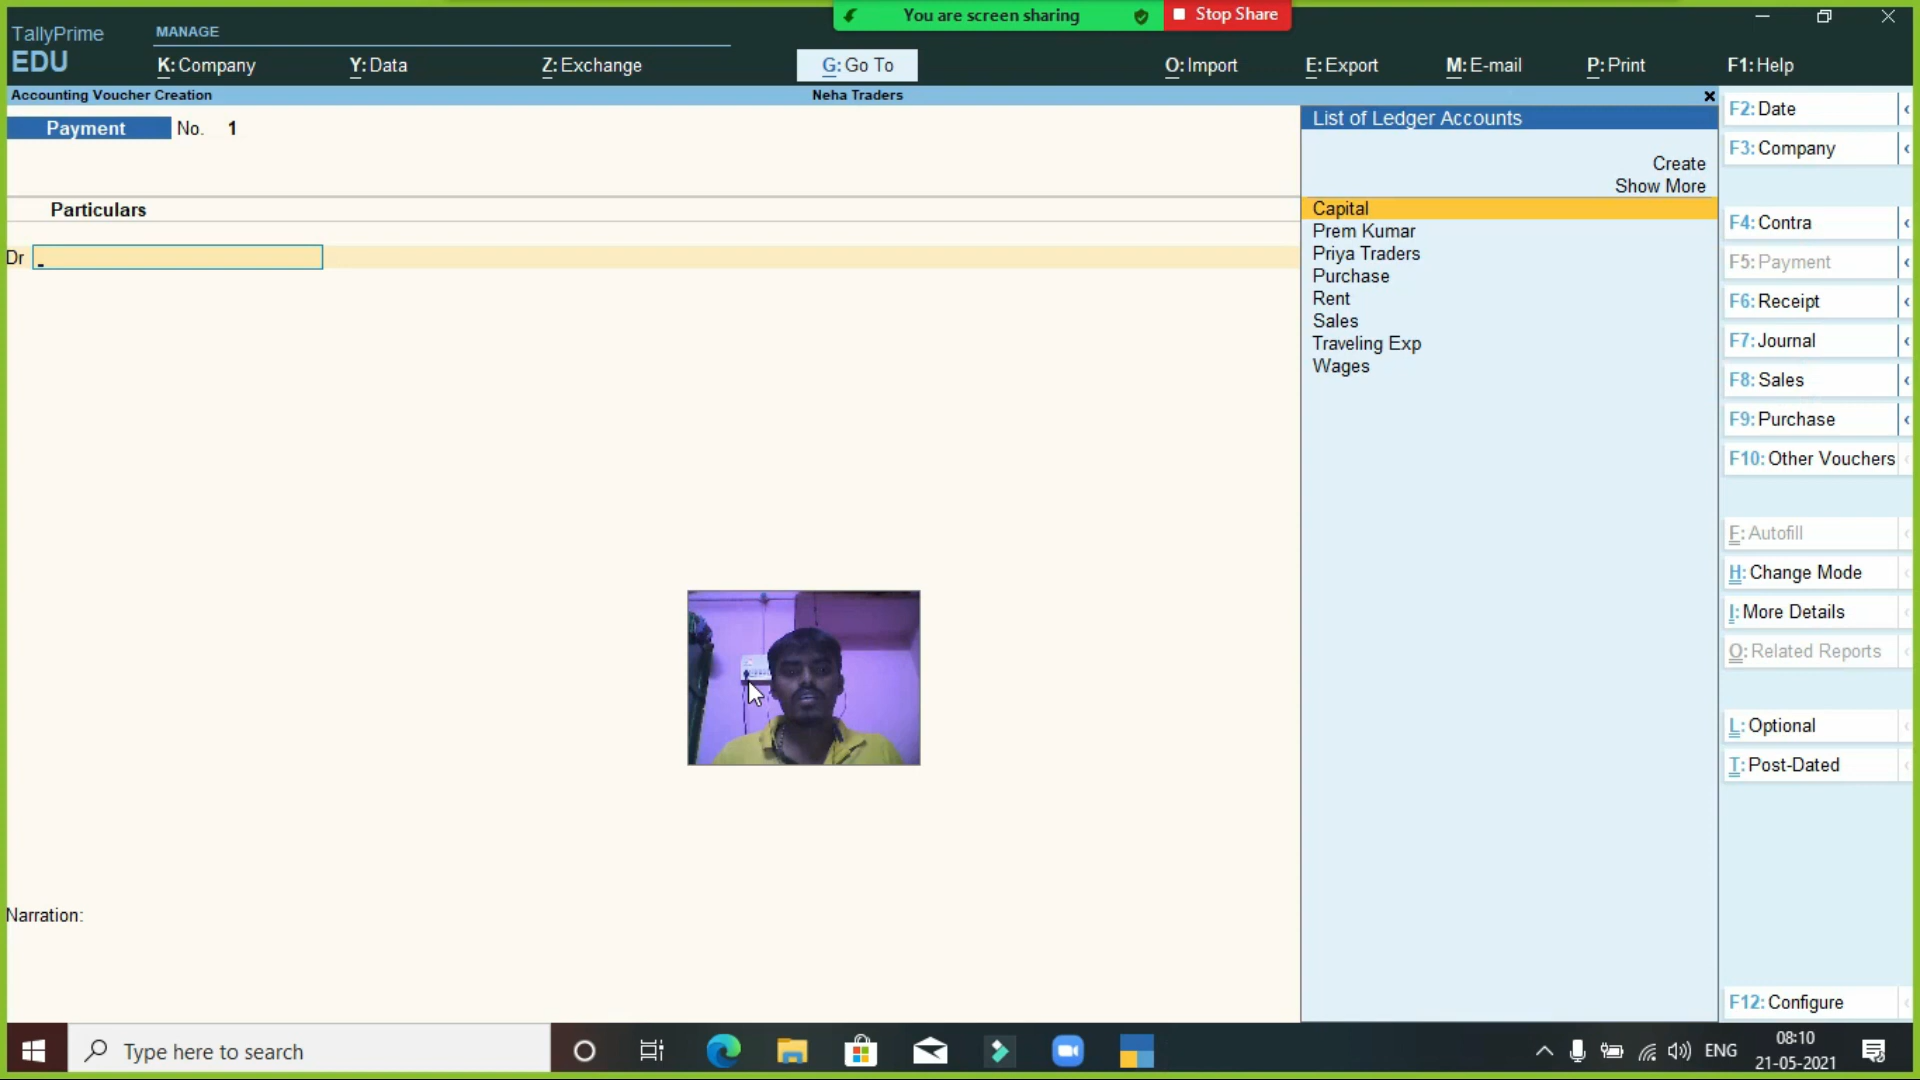 You are screen sharing
Stop Share
TallyPrime
EDU
MANAGE
K: Company
Y: Data
Z: Exchange
G: Go To
O: Import
E: Export
M: E-mail
P: Print
F1: Help
Accounting Voucher Creation
Neha Traders
Payment No. 1
Particulars
Dr
Narration:
List of Ledger Accounts
Create
Show More
Capital
Prem Kumar
Priya Traders
Purchase
Rent
Sales
Traveling Exp
Wages
F2: Date
F3: Company
F4: Contra
F5: Payment
F6: Receipt
F7: Journal
F8: Sales
F9: Purchase
F10: Other Vouchers
F: Autofill
H: Change Mode
I: More Details
O: Related Reports
L: Optional
T: Post-Dated
F12: Configure
Type here to search
ENG
08:10
21-05-2021